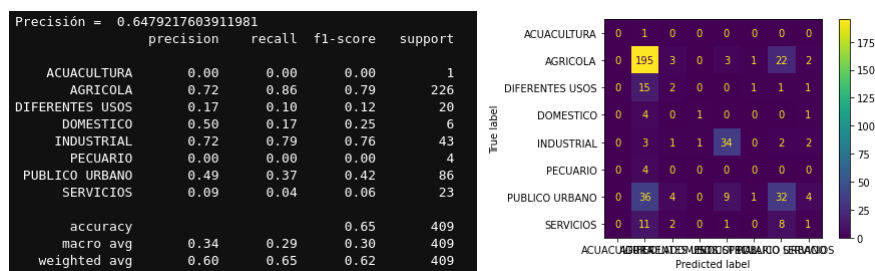 Precisión =  0.6479217603911981
precision recall f1-score support
ACUACULTURA 0.00 0.00 0.00 1
AGRICOLA 0.72 0.86 0.79 226
DIFERENTES USOS 0.17 0.10 0.12 20
DOMESTICO 0.50 0.17 0.25 6
INDUSTRIAL 0.72 0.79 0.76 43
PECUARIO 0.00 0.00 0.00 4
PUBLICO URBANO 0.49 0.37 0.42 86
SERVICIOS 0.09 0.04 0.06 23
accuracy 0.65 409
macro avg 0.34 0.29 0.30 409
weighted avg 0.60 0.65 0.62 409
True label
ACUACULTURA 0 1 0 0 0 0 0 0
AGRICOLA 0 195 3 0 3 1 22 2
DIFERENTES USOS 0 15 2 0 0 1 1 1
DOMESTICO 0 4 0 1 0 0 0 1
INDUSTRIAL 0 3 1 1 34 0 2 2
PECUARIO 0 4 0 0 0 0 0 0
PUBLICO URBANO 0 36 4 0 9 1 32 4
SERVICIOS 0 11 2 0 1 0 8 1
Predicted label
175
150
125
100
75
50
25
0